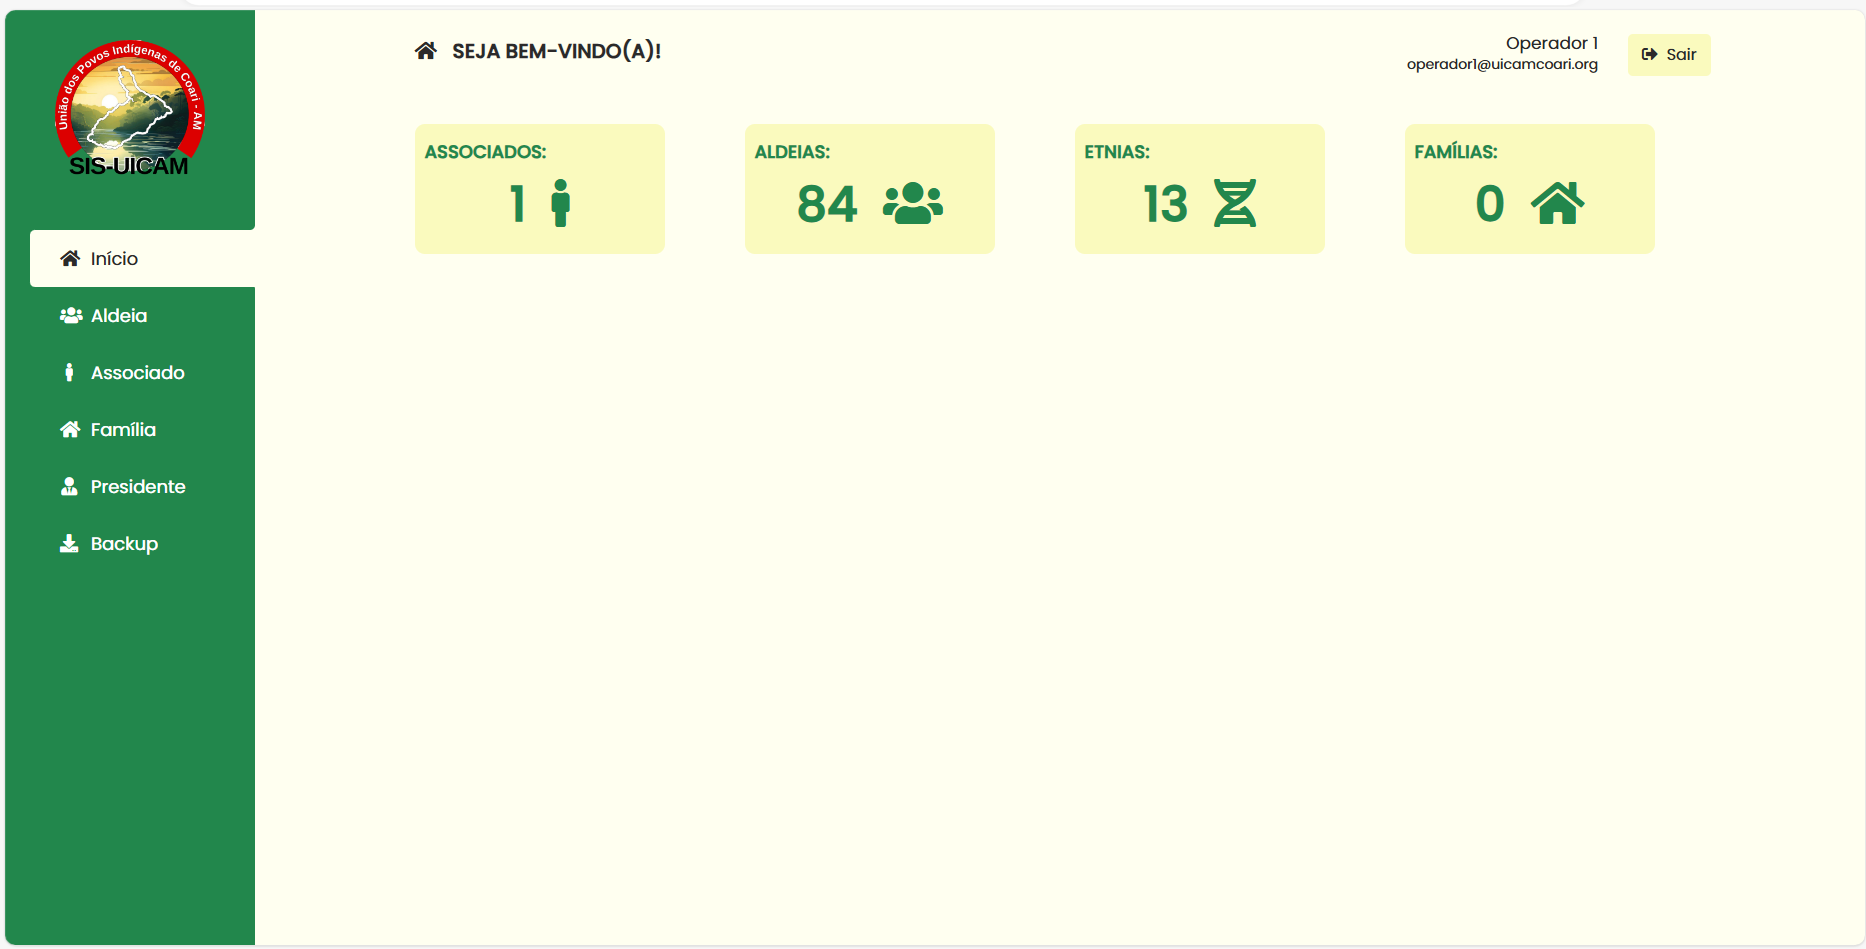 União dos Povos Indígenas de Coari - AM
SIS-UICAM
Início
Aldeia
Associado
Família
Presidente
Backup
SEJA BEM-VINDO(A)!
Operador 1
operador1@uicamcoari.org
Sair
ASSOCIADOS:
1
ALDEIAS:
84
ETNIAS:
13
FAMÍLIAS:
0